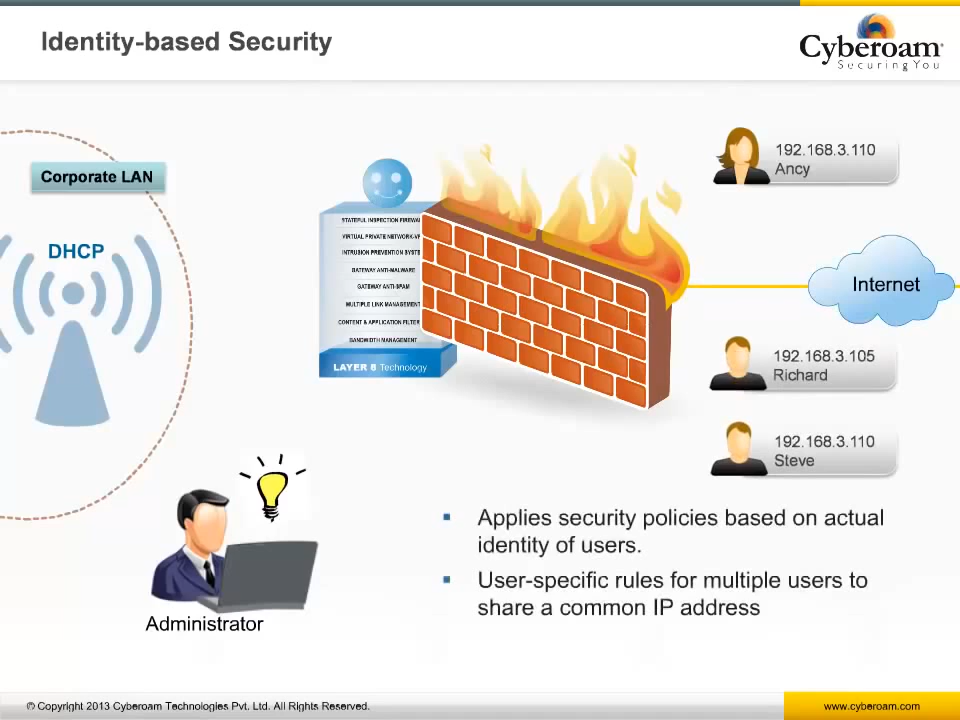 Identity-based Security
Cyberoam
Securing You
Corporate LAN
DHCP
STATEFUL INSPECTION
VIRTUAL PRIVATE
INTRUSION PREVENTION
GATEWAY ANTI-MALWARE
GATEWAY ANTI-SPAM
MULTIPLE LINK MANAGEMENT
CONTENT & APPLICATION FILTER
BANDWIDTH MANAGEMENT
LAYER 8 Technology
192.168.3.110
Ancy
Internet
192.168.3.105
Richard
192.168.3.110
Steve
Administrator
▪ Applies security policies based on actual
identity of users.
▪ User-specific rules for multiple users to
share a common IP address
© Copyright 2013 Cyberoam Technologies Pvt. Ltd. All Rights Reserved.
www.cyberoam.com